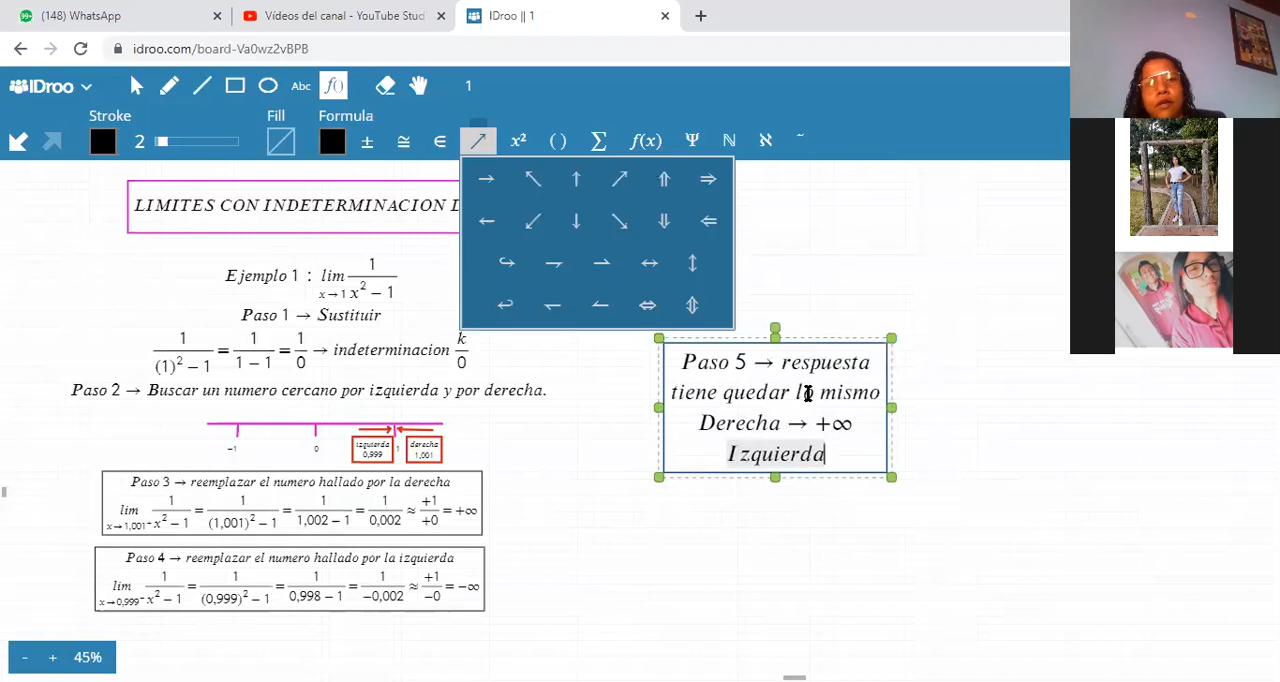 (148) WhatsApp
Vídeos del canal - YouTube Stud
IDroo || 1
idroo.com/board-Va0wz2vBPB
IDroo
Abc
f()
1
Stroke
Fill
Formula
2
± ≅ ∈ ↗ x² ( ) ∑ f(x) Ψ ℕ ℵ ~
LIMITES CON INDETERMINACION
Ejemplo 1 : lim x→1 1/(x² − 1)
Paso 1 → Sustituir
1/((1)² − 1) = 1/(1 − 1) = 1/0 → indeterminacion k/0
Paso 2 → Buscar un numero cercano por izquierda y por derecha.
−1 0 1
izquierda
0,999
derecha
1,001
Paso 3 → reemplazar el numero hallado por la derecha
lim x→1,001⁺ 1/(x² − 1) = 1/((1,001)² − 1) = 1/(1,002 − 1) = 1/0,002 ≈ +1/+0 = +∞
Paso 4 → reemplazar el numero hallado por la izquierda
lim x→0,999⁻ 1/(x² − 1) = 1/((0,999)² − 1) = 1/(0,998 − 1) = 1/−0,002 ≈ +1/−0 = −∞
Paso 5 → respuesta
tiene quedar lo mismo
Derecha → +∞
Izquierda
- + 45%